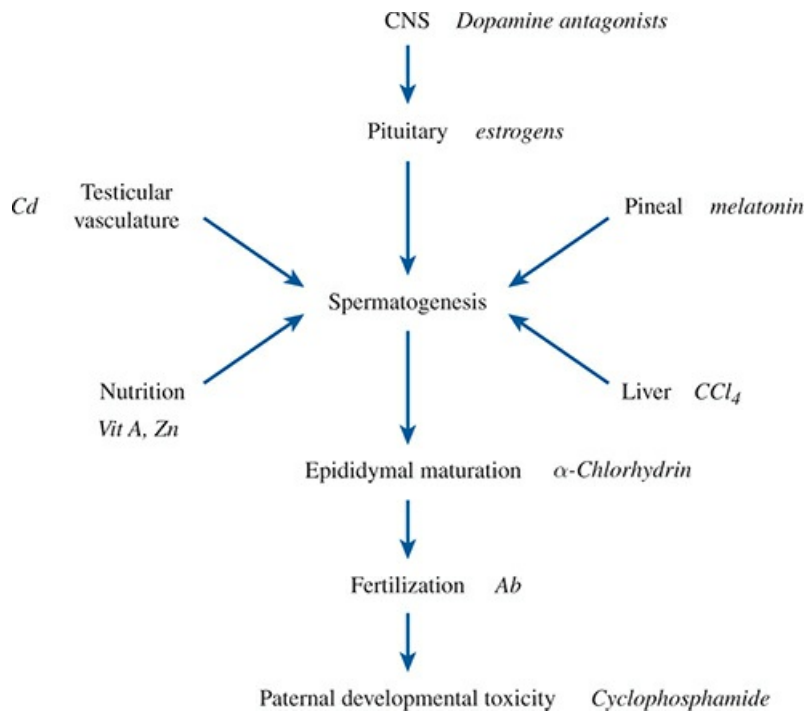 CNS Dopamine antagonists
Pituitary estrogens
Cd Testicular
vasculature
Pineal melatonin
Spermatogenesis
Nutrition
Vit A, Zn
Liver CCl₄
Epididymal maturation α-Chlorhydrin
Fertilization Ab
Paternal developmental toxicity Cyclophosphamide